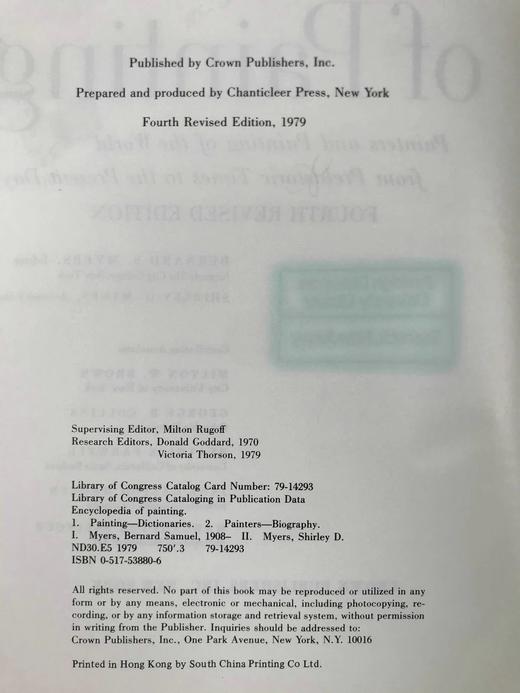 Published by Crown Publishers, Inc.
Prepared and produced by Chanticleer Press, New York
Fourth Revised Edition, 1979
Supervising Editor, Milton Rugoff
Research Editors, Donald Goddard, 1970
Victoria Thorson, 1979
Library of Congress Catalog Card Number: 79-14293
Library of Congress Cataloging in Publication Data
Encyclopedia of painting.
1. Painting—Dictionaries. 2. Painters—Biography.
I. Myers, Bernard Samuel, 1908– II. Myers, Shirley D.
ND30.E5 1979 750'.3 79-14293
ISBN 0-517-53880-6
All rights reserved. No part of this book may be reproduced or utilized in any
form or by any means, electronic or mechanical, including photocopying, re-
cording, or by any information storage and retrieval system, without permission
in writing from the Publisher. Inquiries should be addressed to:
Crown Publishers, Inc., One Park Avenue, New York, N.Y. 10016
Printed in Hong Kong by South China Printing Co Ltd.